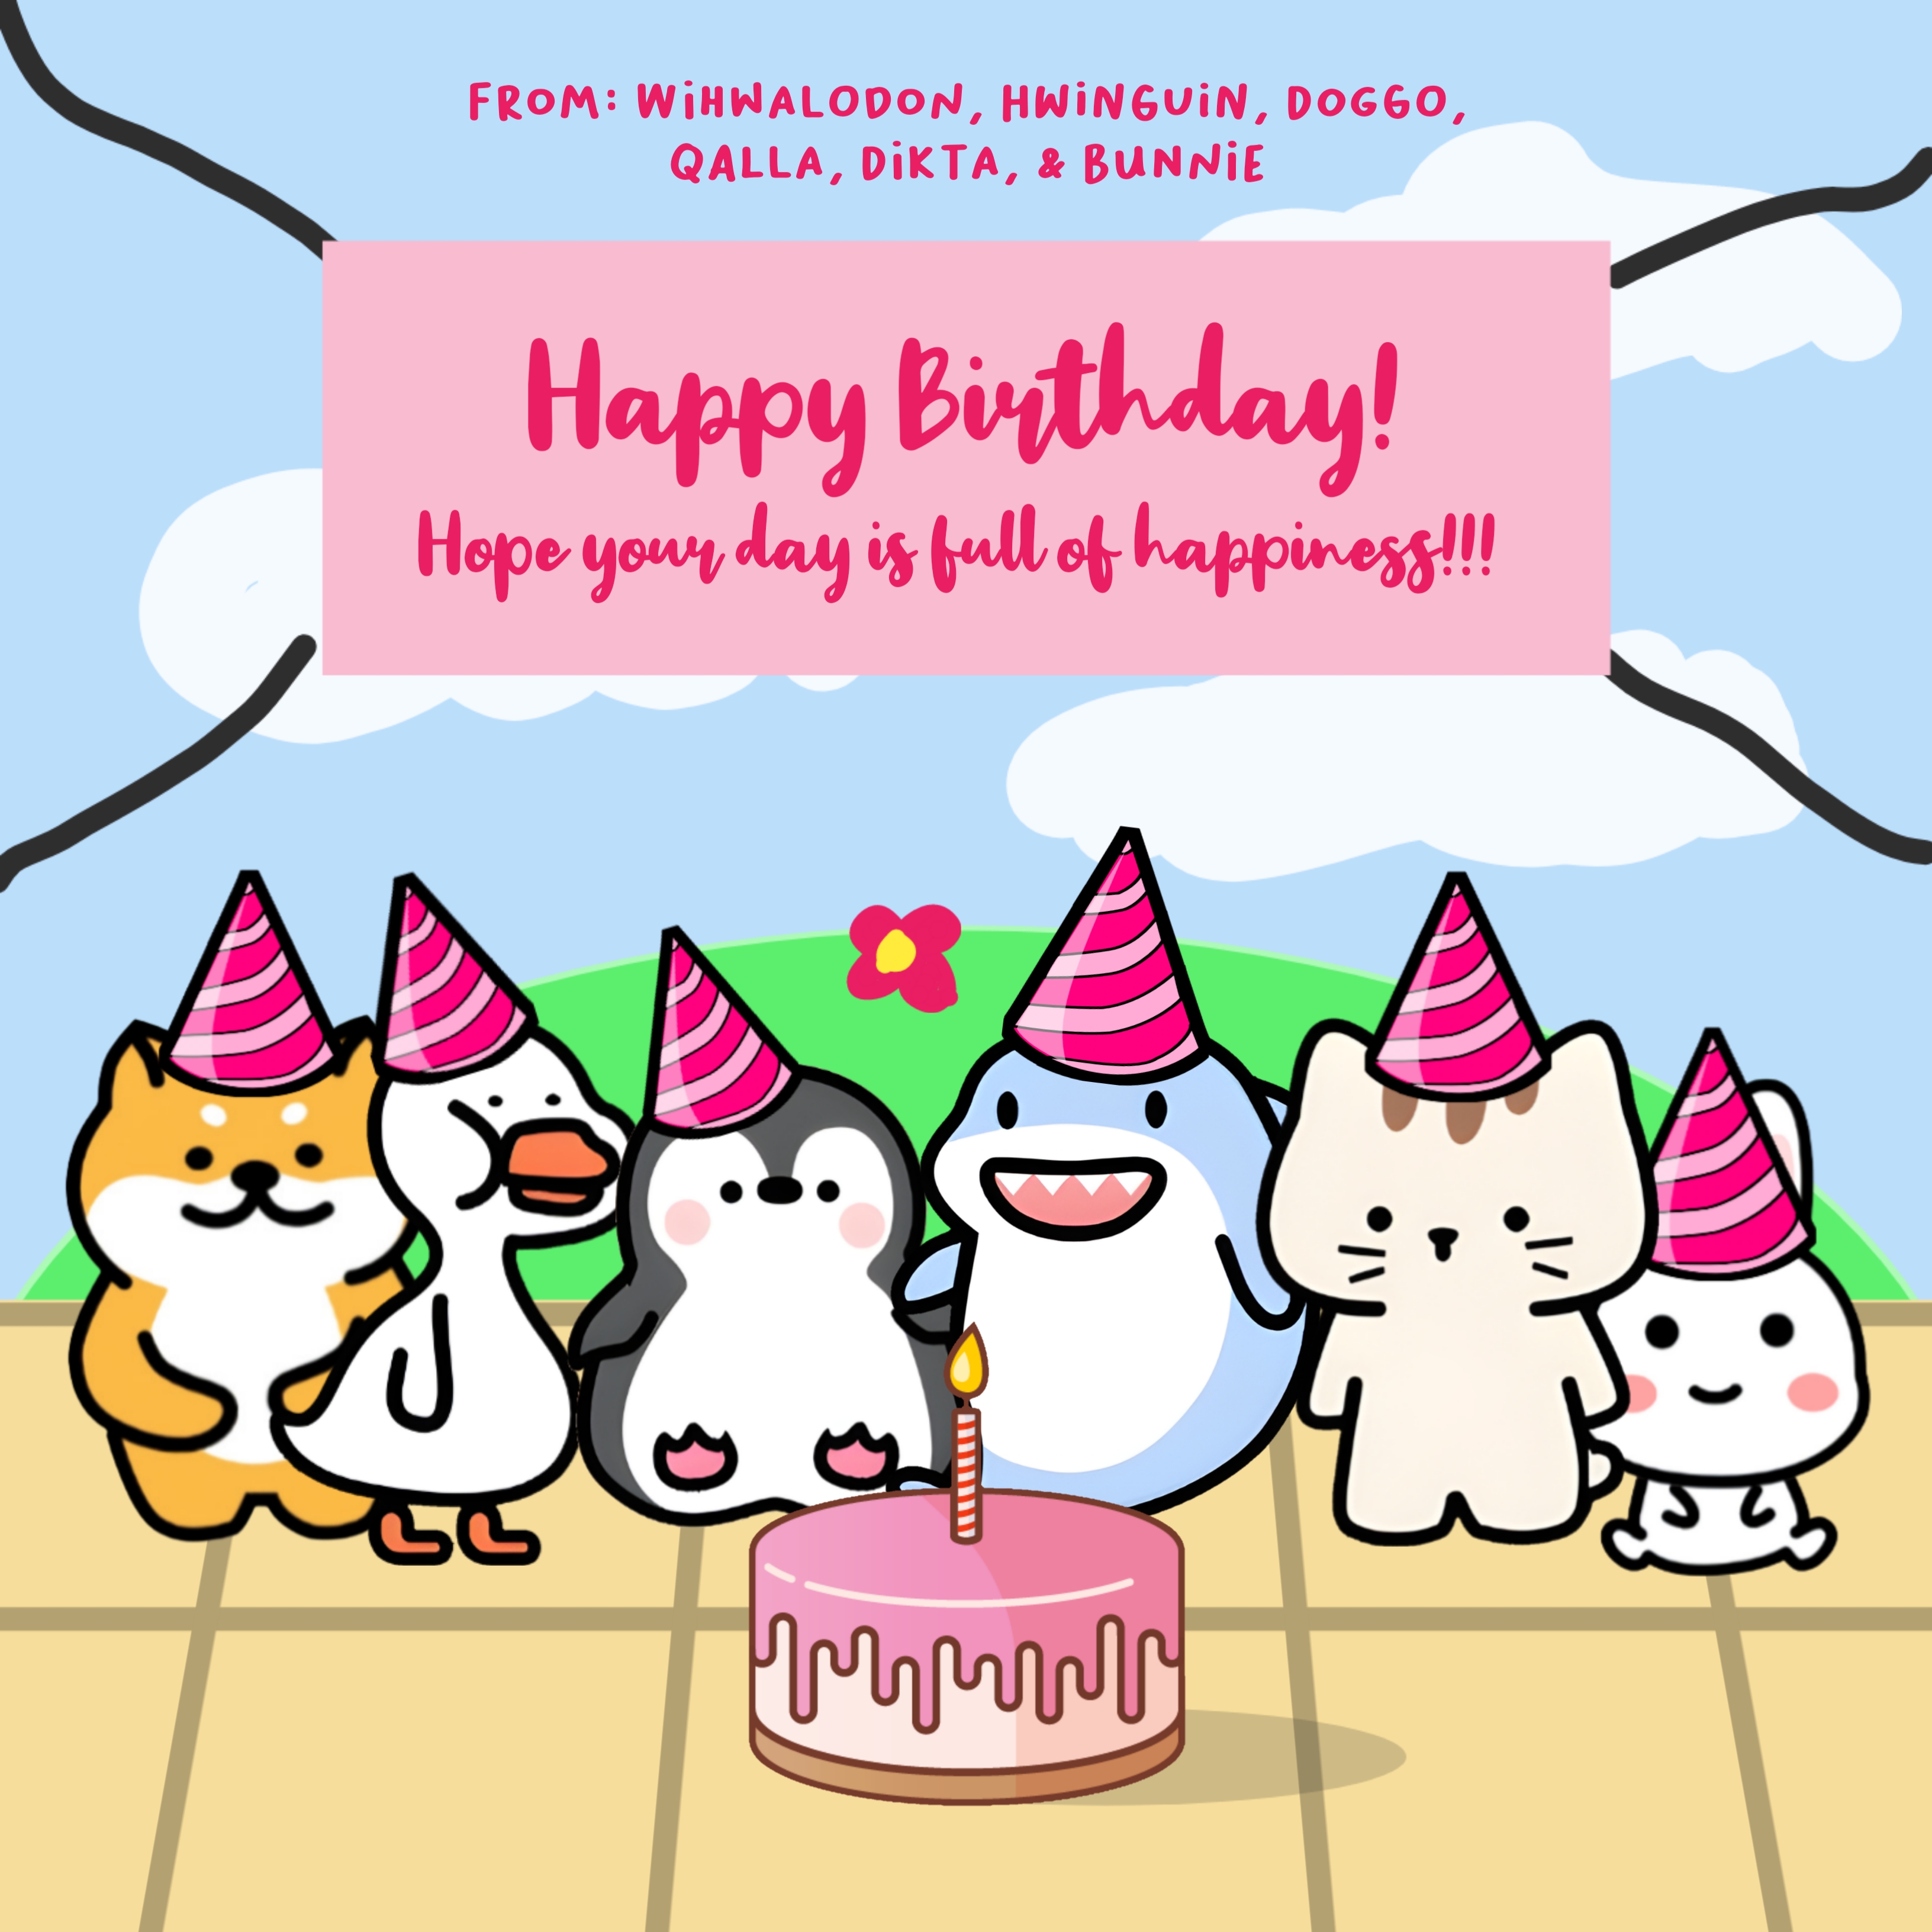 FROM: WiHWALODON, HWiNGUiN, DOGGO,
QALLA, DiKTA, & BUNNiE
Happy Birthday!
Hope your day is full of happiness!!!